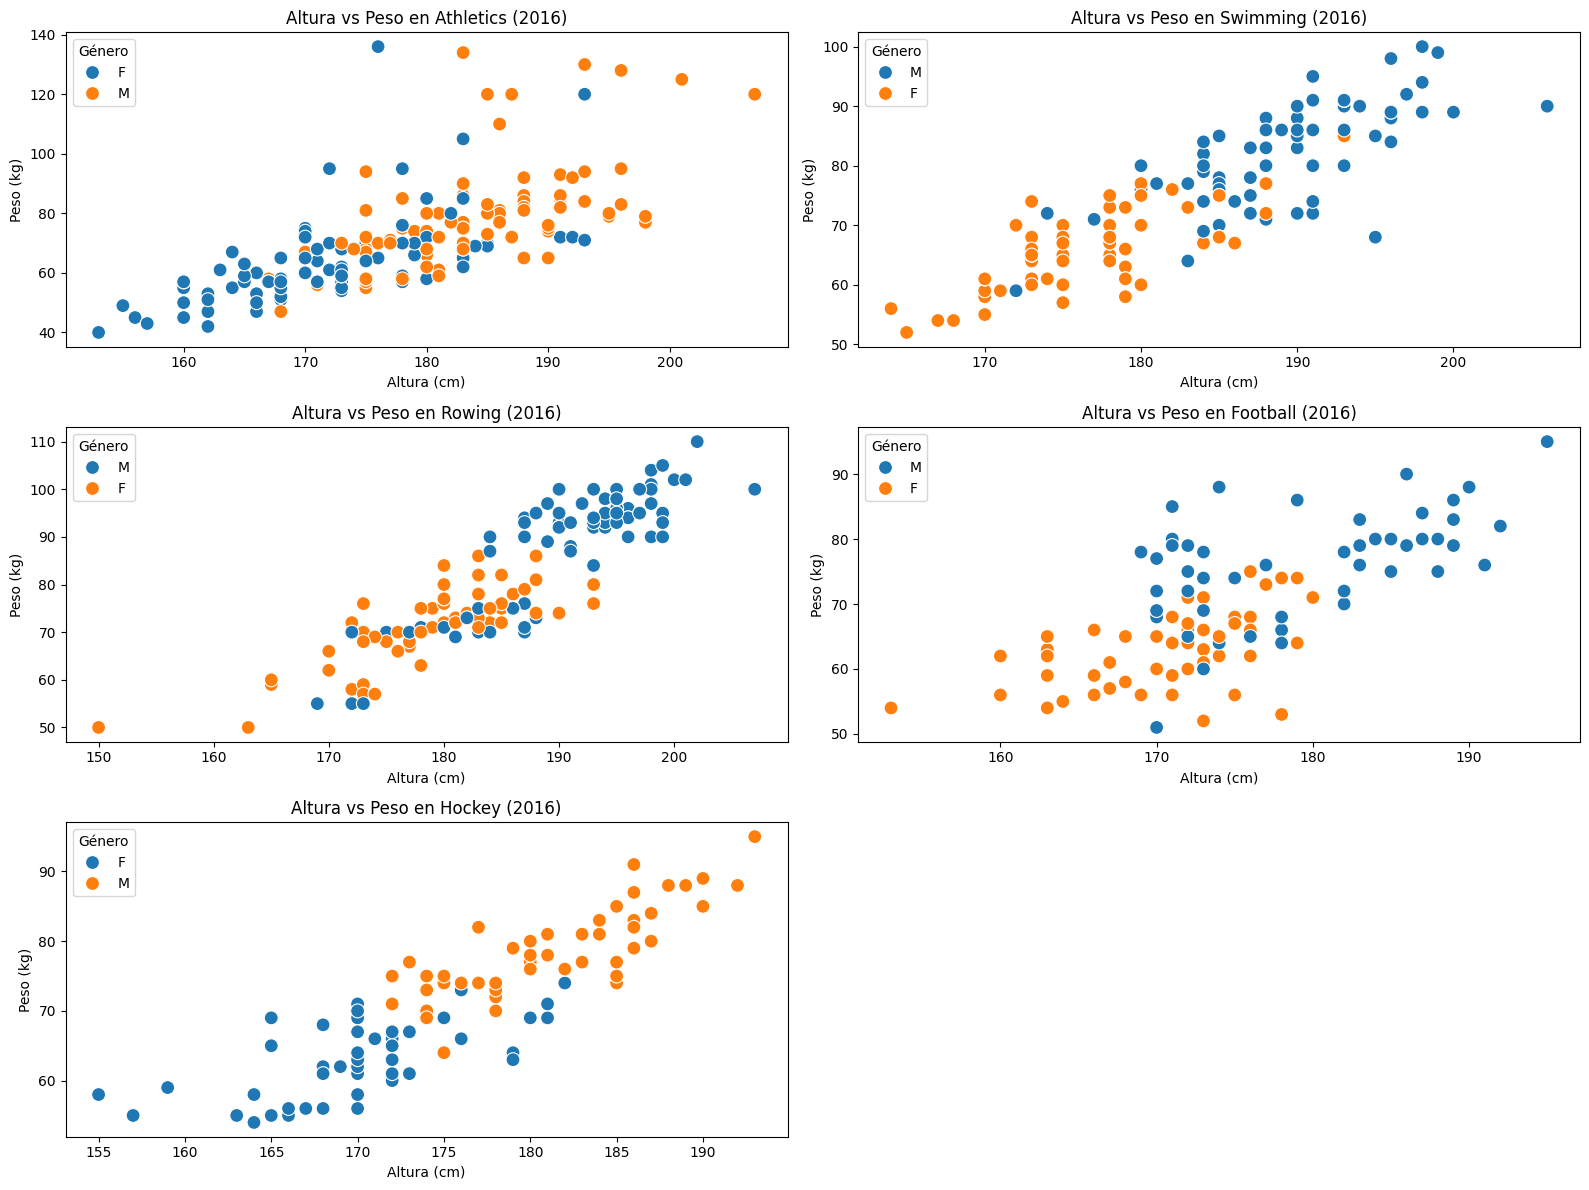 Altura vs Peso en Athletics (2016)
Género
F
M
Peso (kg)
140
120
100
80
60
40
160
170
180
190
200
Altura (cm)
Altura vs Peso en Swimming (2016)
Género
M
F
Peso (kg)
100
90
80
70
60
50
170
180
190
200
Altura (cm)
Altura vs Peso en Rowing (2016)
Género
M
F
Peso (kg)
110
100
90
80
70
60
50
150
160
170
180
190
200
Altura (cm)
Altura vs Peso en Football (2016)
Género
M
F
Peso (kg)
90
80
70
60
50
160
170
180
190
Altura (cm)
Altura vs Peso en Hockey (2016)
Género
F
M
Peso (kg)
90
80
70
60
155
160
165
170
175
180
185
190
Altura (cm)